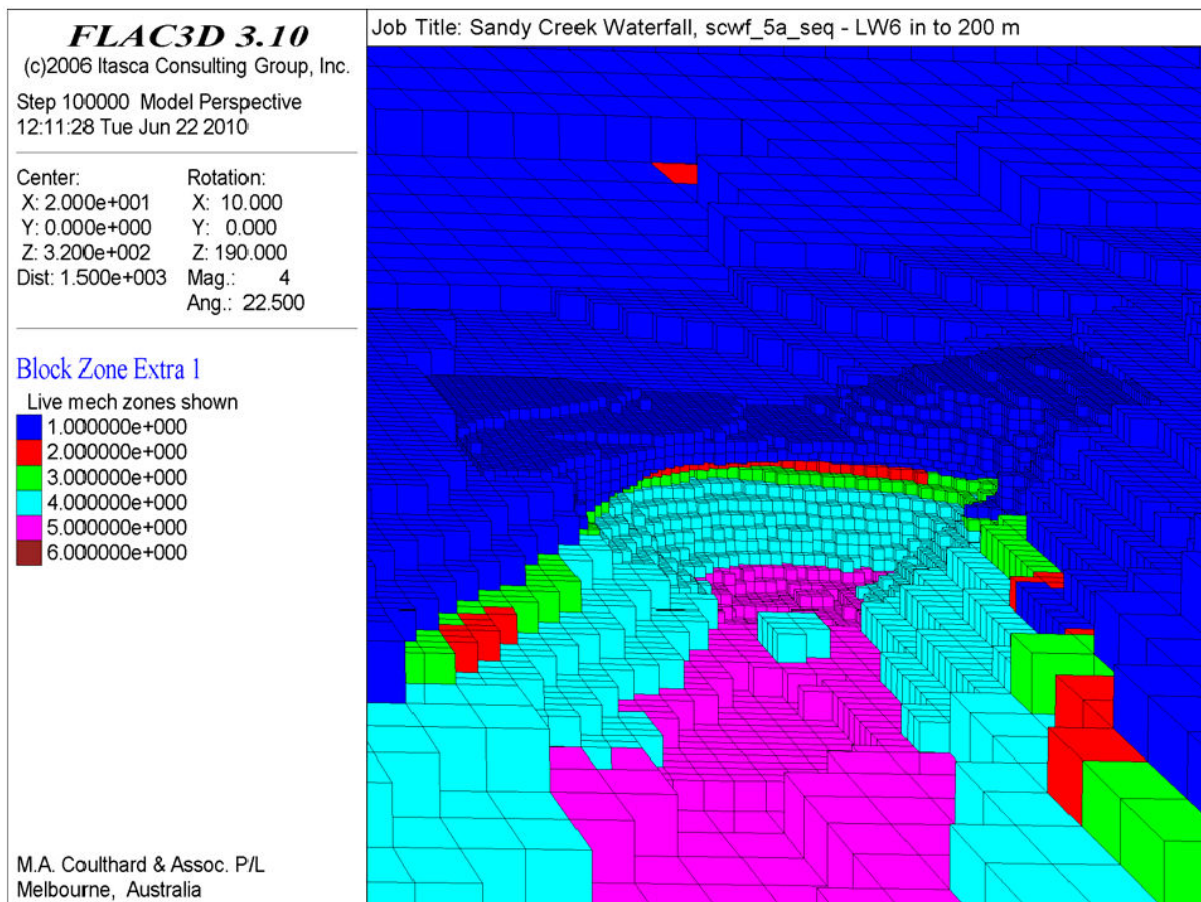 FLAC3D 3.10
(c)2006 Itasca Consulting Group, Inc.
Step 100000 Model Perspective
12:11:28 Tue Jun 22 2010
Center:
X: 2.000e+001
Y: 0.000e+000
Z: 3.200e+002
Dist: 1.500e+003
Rotation:
X: 10.000
Y: 0.000
Z: 190.000
Mag.: 4
Ang.: 22.500
Block Zone Extra 1
Live mech zones shown
1.000000e+000
2.000000e+000
3.000000e+000
4.000000e+000
5.000000e+000
6.000000e+000
M.A. Coulthard & Assoc. P/L
Melbourne, Australia
Job Title: Sandy Creek Waterfall, scwf_5a_seq - LW6 in to 200 m